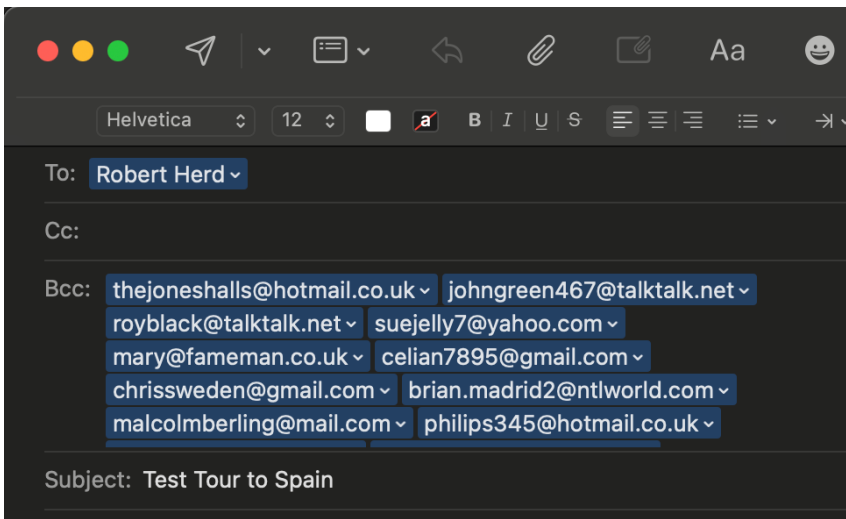 Aa
Helvetica 12 a B I U S
To: Robert Herd
Cc:
Bcc: thejoneshalls@hotmail.co.uk johngreen467@talktalk.net
royblack@talktalk.net suejelly7@yahoo.com
mary@fameman.co.uk celian7895@gmail.com
chrissweden@gmail.com brian.madrid2@ntlworld.com
malcolmberling@mail.com philips345@hotmail.co.uk
Subject: Test Tour to Spain